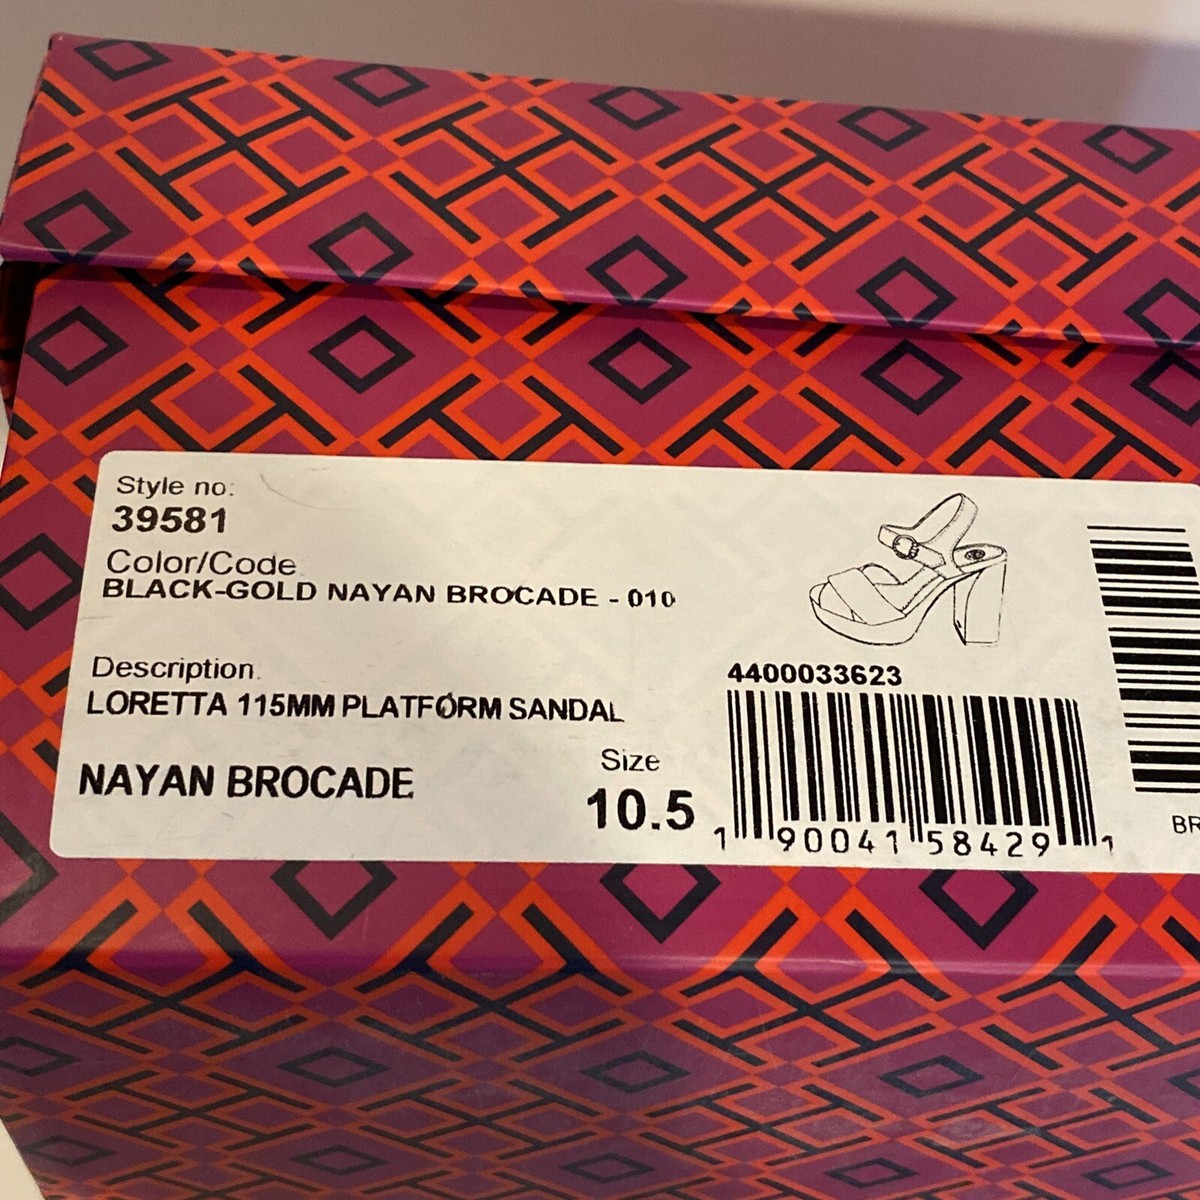 Style no:
39581
Color/Code
BLACK-GOLD NAYAN BROCADE - 010
Description
LORETTA 115MM PLATFORM SANDAL
NAYAN BROCADE
Size
10.5
4400033623
1 90041 58429 1
BR